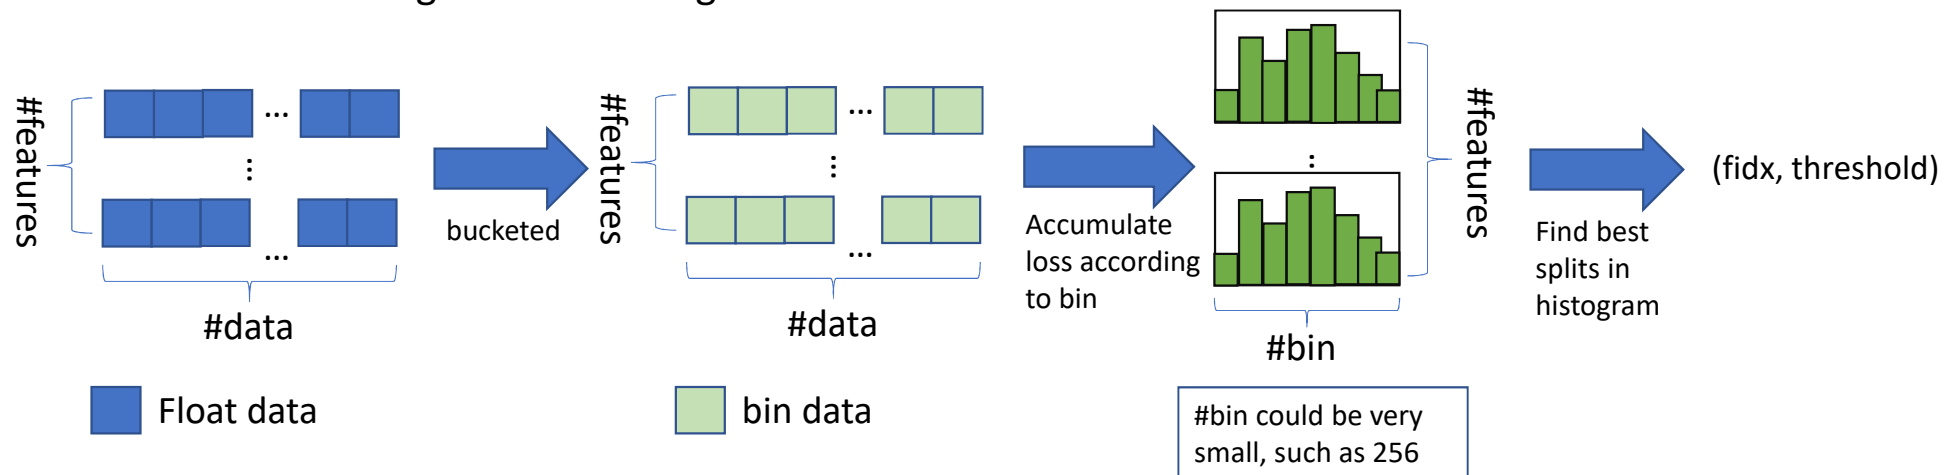 #features
...
...
...
#data
Float data
bucketed
#features
...
...
...
#data
bin data
Accumulate
loss according
to bin
:
#features
#bin
#bin could be very
small, such as 256
Find best
splits in
histogram
(fidx, threshold)